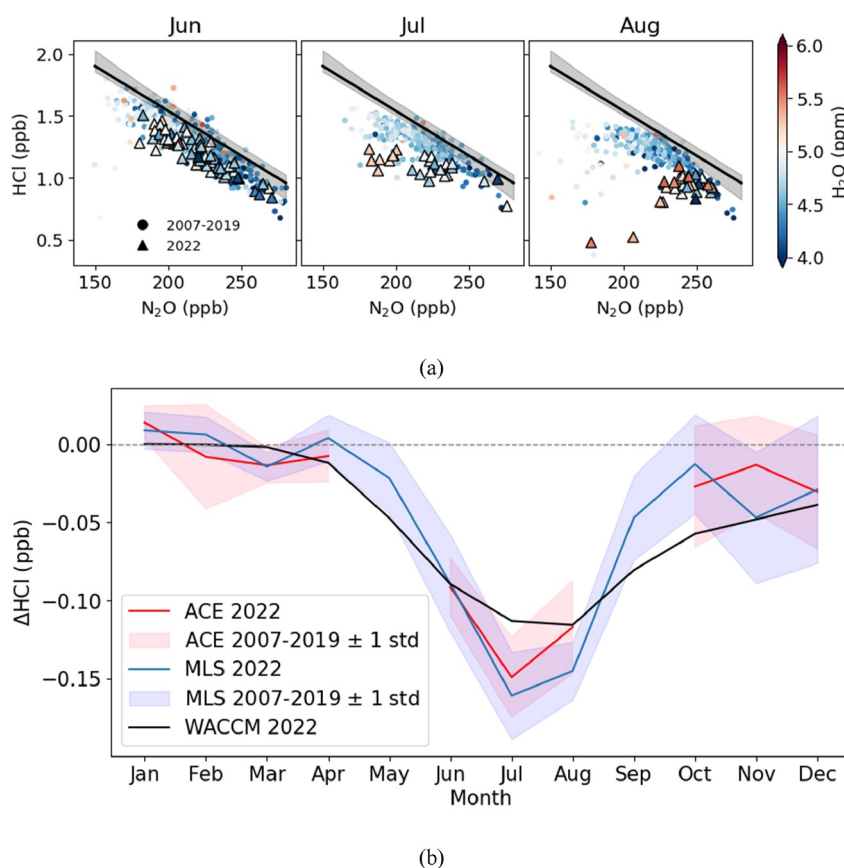 Jun Jul Aug
HCl (ppb)
2.0
1.5
1.0
0.5
2007-2019
2022
150 200 250 150 200 250 150 200 250
N₂O (ppb) N₂O (ppb) N₂O (ppb)
6.0
5.5
5.0
4.5
4.0
H₂O (ppm)
(a)
ΔHCl (ppb)
0.00
−0.05
−0.10
−0.15
ACE 2022
ACE 2007-2019 ± 1 std
MLS 2022
MLS 2007-2019 ± 1 std
WACCM 2022
Jan Feb Mar Apr May Jun Jul Aug Sep Oct Nov Dec
Month
(b)